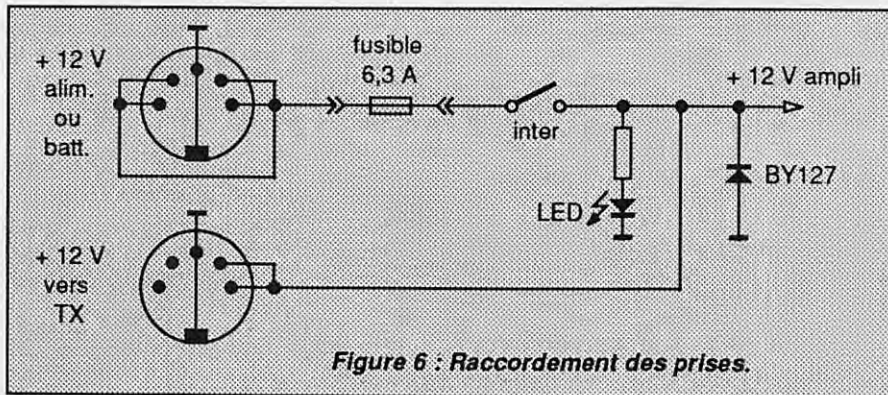 + 12 V
alim.
ou
batt.
fusible
6,3 A
inter
+ 12 V ampli
LED
BY127
+ 12 V
vers
TX
Figure 6 : Raccordement des prises.